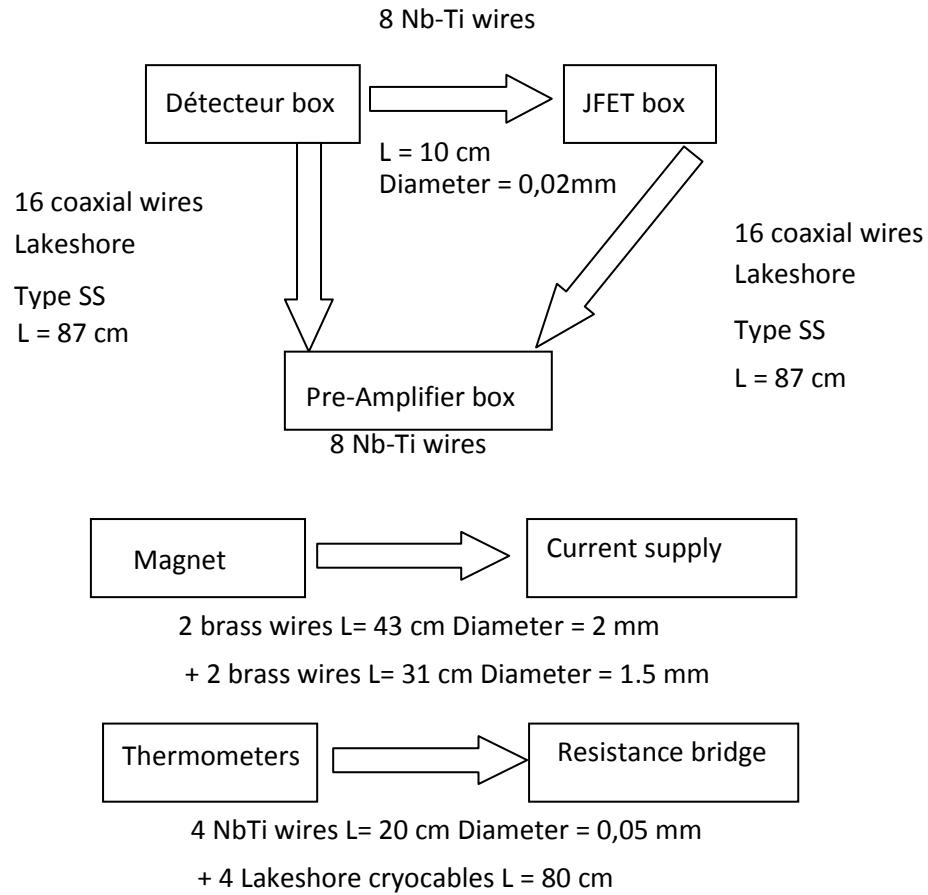 8 Nb-Ti wires
Détecteur box
JFET box
L = 10 cm
Diameter = 0,02mm
16 coaxial wires
Lakeshore
Type SS
L = 87 cm
16 coaxial wires
Lakeshore
Type SS
L = 87 cm
Pre-Amplifier box
8 Nb-Ti wires
Magnet
Current supply
2 brass wires L= 43 cm Diameter = 2 mm
+ 2 brass wires L= 31 cm Diameter = 1.5 mm
Thermometers
Resistance bridge
4 NbTi wires L= 20 cm Diameter = 0,05 mm
+ 4 Lakeshore cryocables L = 80 cm